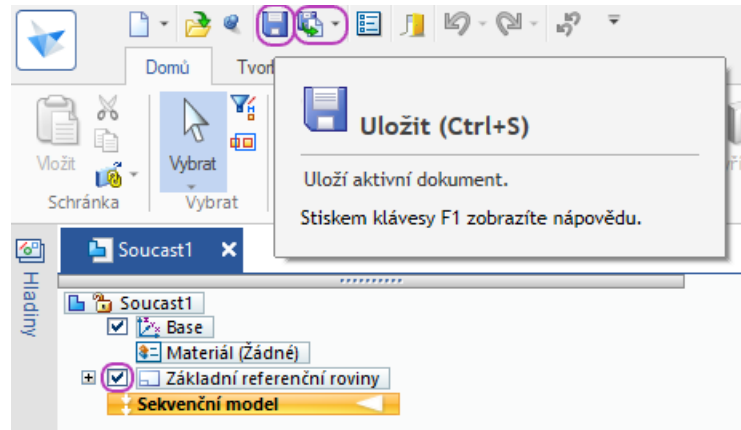 Domů Tvor
Uložit (Ctrl+S)
Uloží aktivní dokument.
Stiskem klávesy F1 zobrazíte nápovědu.
Vložit
Schránka
Vybrat
Vybrat
Hladiny
Soucast1
Soucast1
Base
Materiál (Žádné)
Základní referenční roviny
Sekvenční model